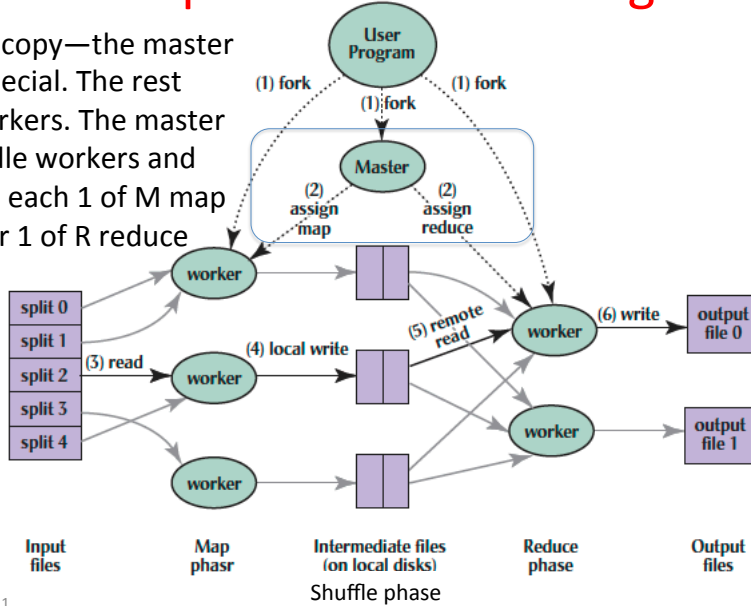 copy—the master
User
Program
ecial. The rest
(1) fork
(1) fork
(1) fork
rkers. The master
lle workers and
Master
each 1 of M map
(2)
assign
map
(2)
assign
reduce
r 1 of R reduce
worker
split 0
split 1
split 2
split 3
split 4
(3) read
worker
(4) local write
(5) remote
read
worker
(6) write
output
file 0
worker
output
file 1
worker
Input
files
Map
phasr
Intermediate files
(on local disks)
Reduce
phase
Output
files
Shuffle phase
1